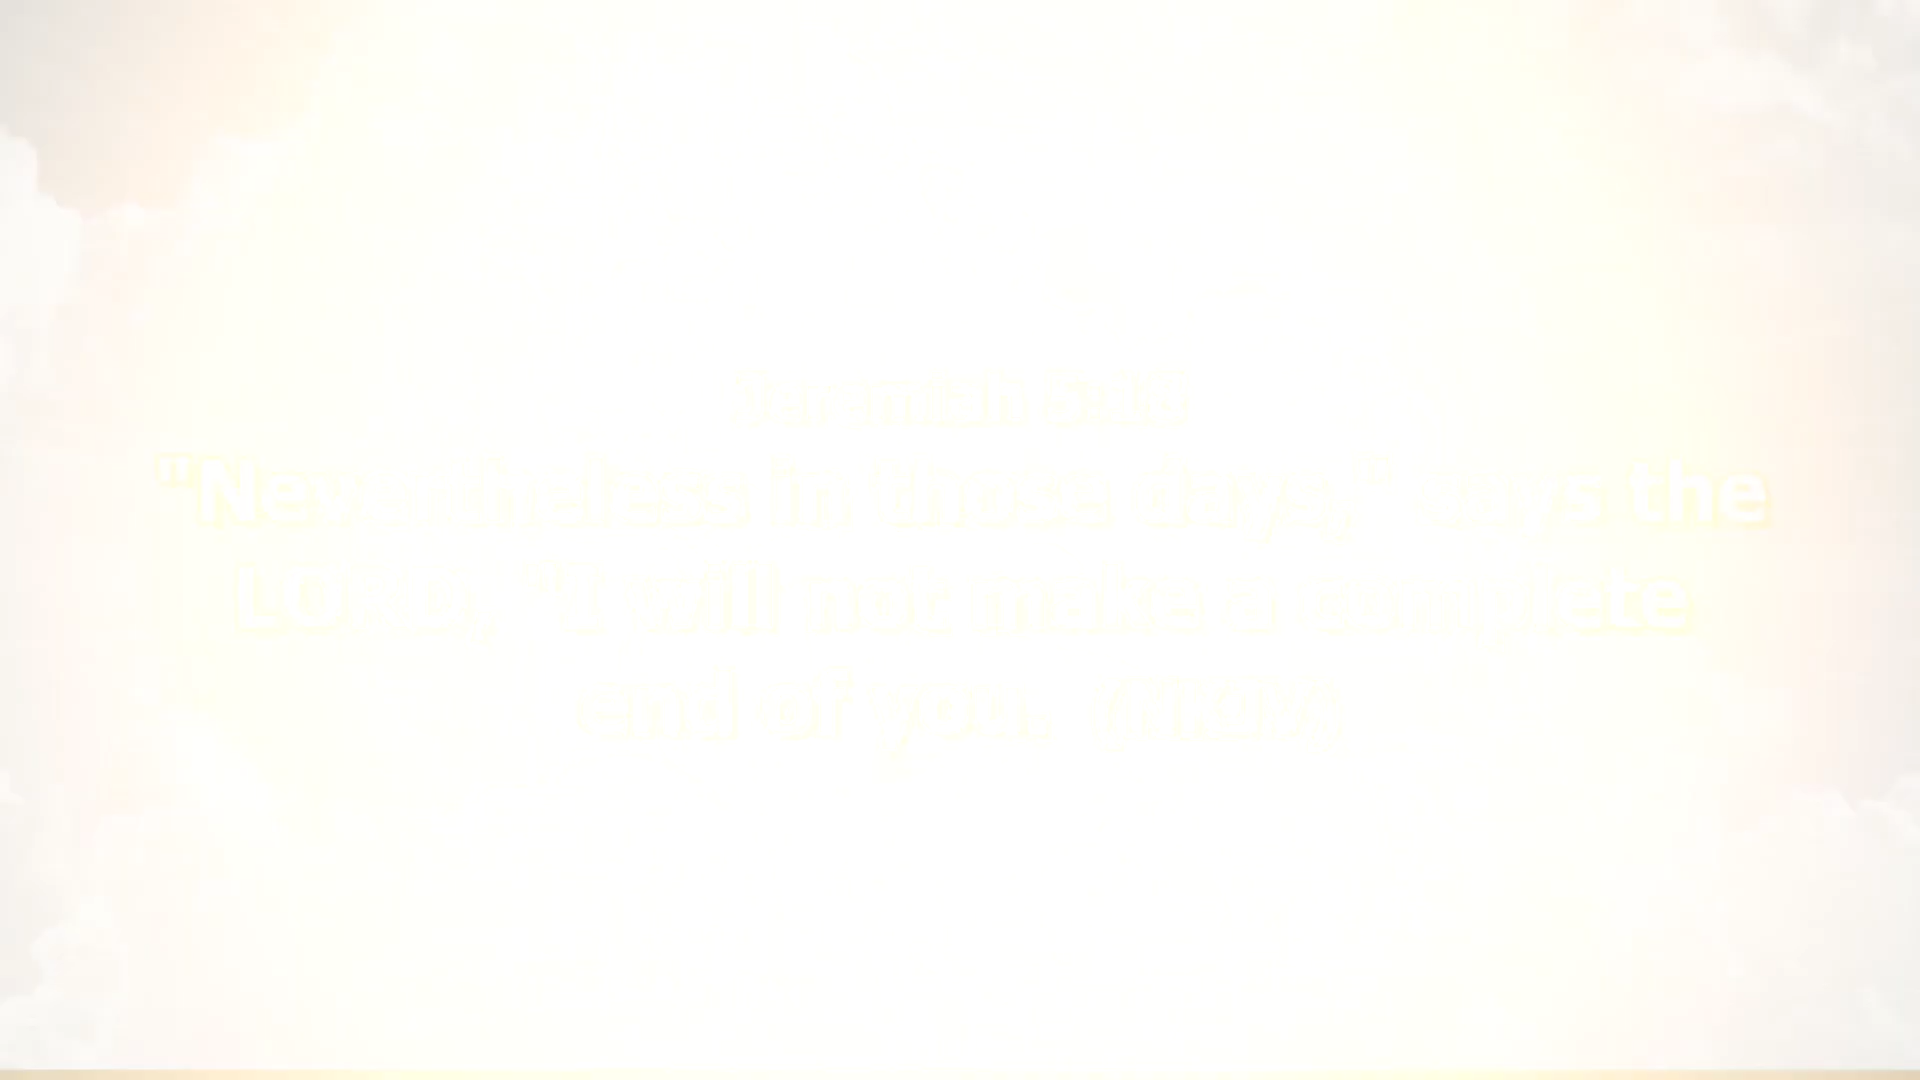 Jeremiah 5:18
"Nevertheless in those days," says the
LORD, "I will not make a complete
end of you. (NKJV)